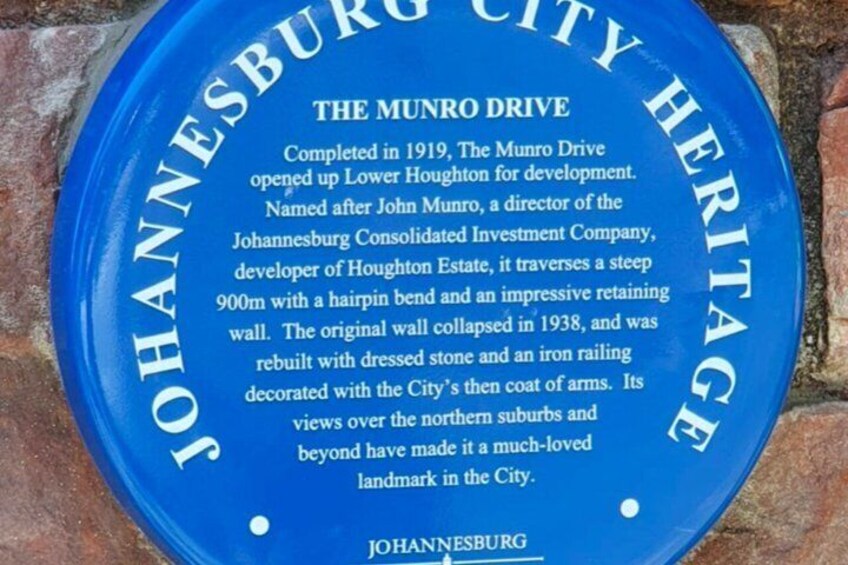 JOHANNESBURG CITY HERITAGE
THE MUNRO DRIVE
Completed in 1919, The Munro Drive
opened up Lower Houghton for development.
Named after John Munro, a director of the
Johannesburg Consolidated Investment Company,
developer of Houghton Estate, it traverses a steep
900m with a hairpin bend and an impressive retaining
wall. The original wall collapsed in 1938, and was
rebuilt with dressed stone and an iron railing
decorated with the City's then coat of arms. Its
views over the northern suburbs and
beyond have made it a much-loved
landmark in the City.
JOHANNESBURG